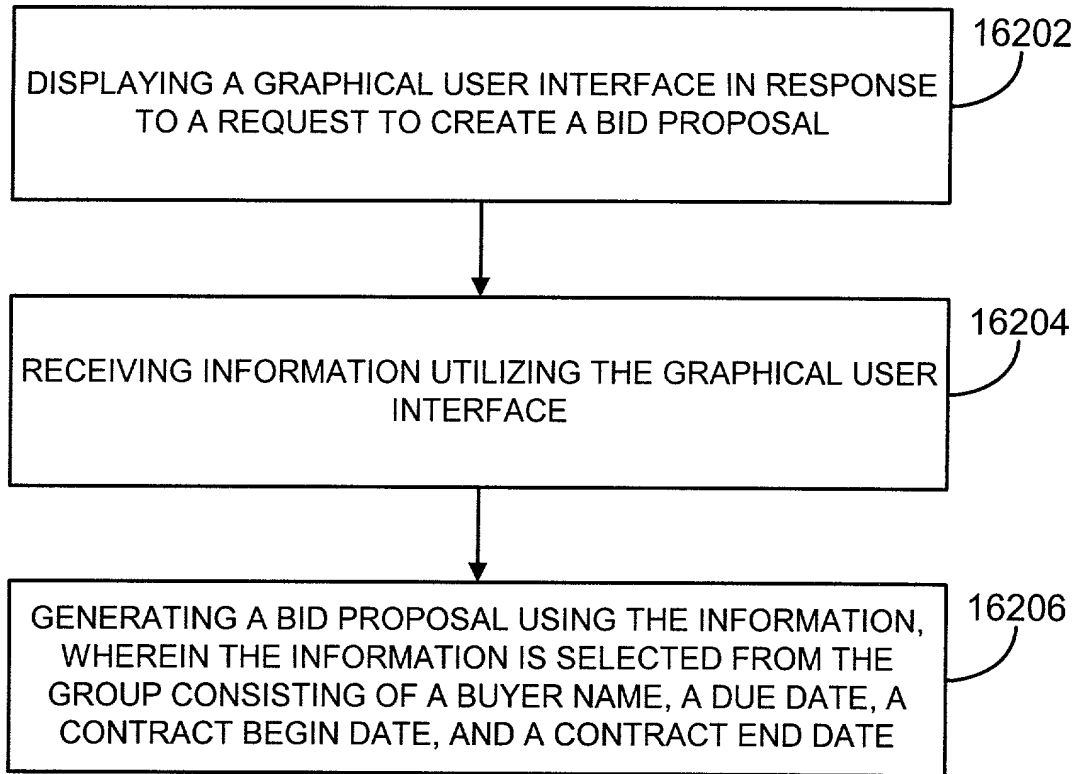 16202
DISPLAYING A GRAPHICAL USER INTERFACE IN RESPONSE
TO A REQUEST TO CREATE A BID PROPOSAL
16204
RECEIVING INFORMATION UTILIZING THE GRAPHICAL USER
INTERFACE
16206
GENERATING A BID PROPOSAL USING THE INFORMATION,
WHEREIN THE INFORMATION IS SELECTED FROM THE
GROUP CONSISTING OF A BUYER NAME, A DUE DATE, A
CONTRACT BEGIN DATE, AND A CONTRACT END DATE